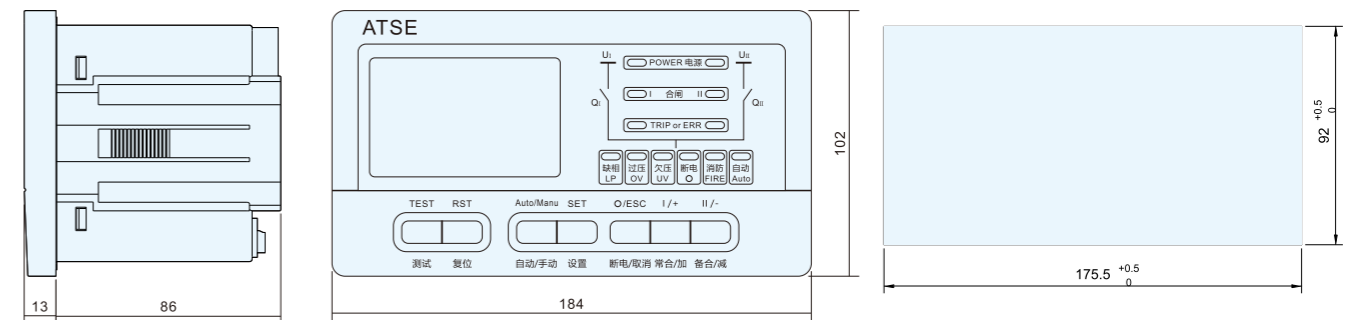 ATSE
UI
UII
POWER 电源
QI
I 合闸 II
QII
TRIP or ERR
缺相 过压 欠压 断电 消防 自动
LP OV UV O FIRE Auto
TEST RST Auto/Manu SET O/ESC I/+ II/-
测试 复位 自动/手动 设置 断电/取消 常合/加 备合/减
13
86
184
102
92 +0.5 0
175.5 +0.5 0